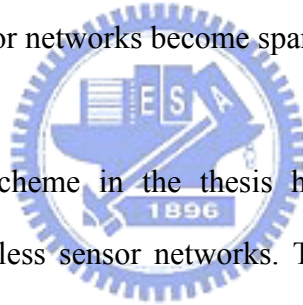 or networks become spar
E S
A
cheme in the thesis h
1896
less sensor networks. T